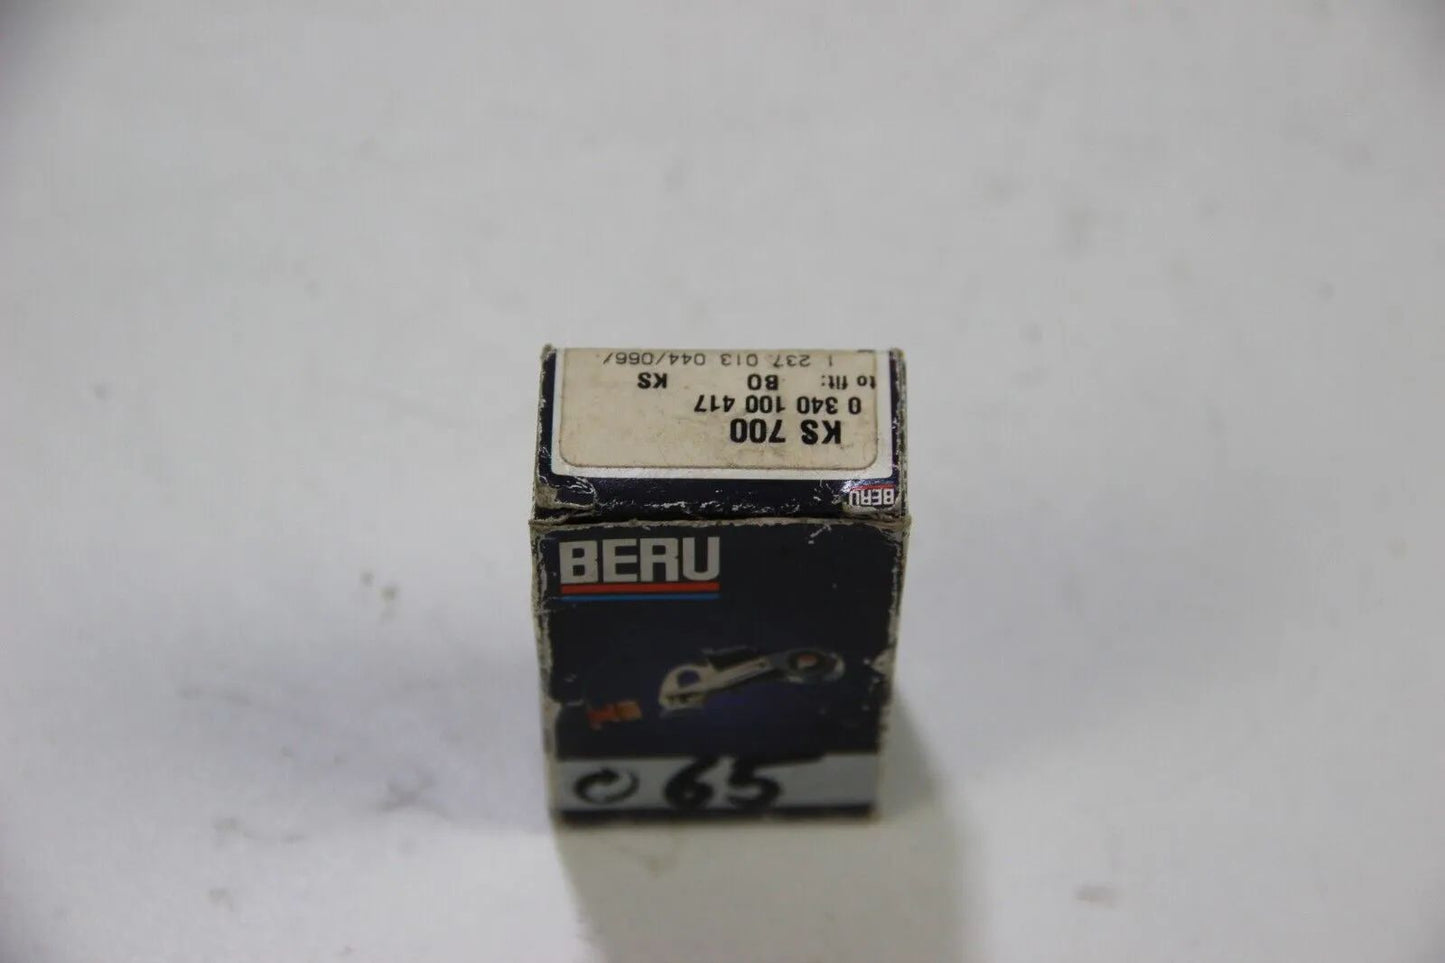 KS 700
0 340 100 417
to fit: BO KS
1 237 013 044/066/
BERU
BERU
65